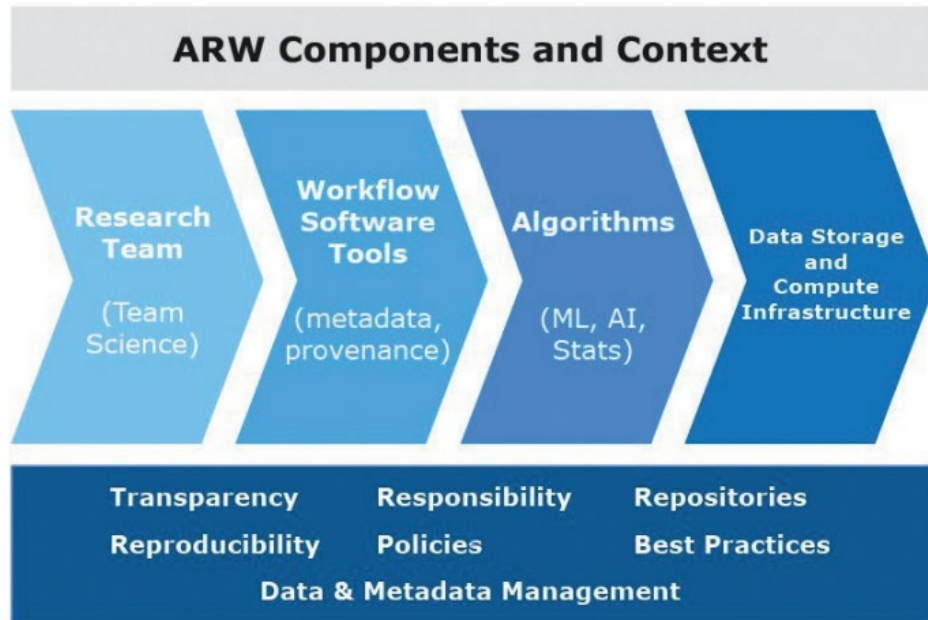 ARW Components and Context
Research
Team
(Team
Science)
Workflow
Software
Tools
(metadata,
provenance)
Algorithms
(ML, AI,
Stats)
Data Storage
and
Compute
Infrastructure
Transparency Responsibility Repositories
Reproducibility Policies Best Practices
Data & Metadata Management